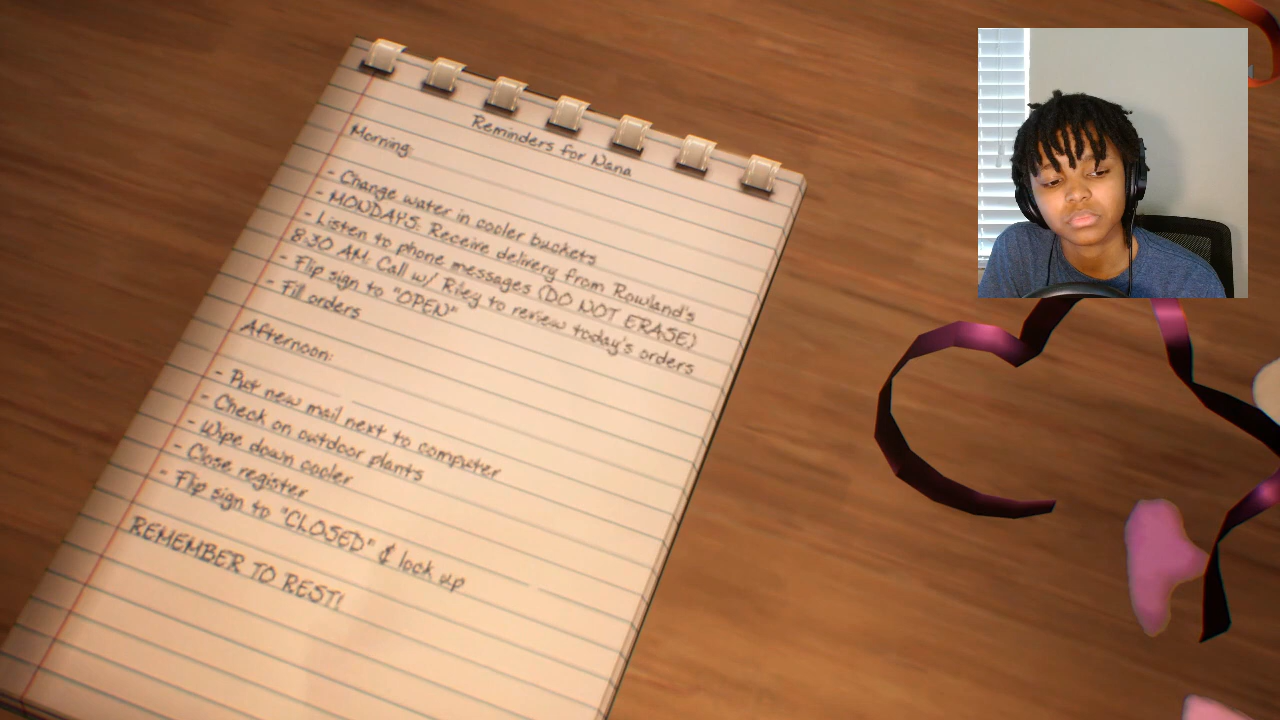 Reminders for Nana
Morning:
- Change water in cooler buckets
- MONDAYS: Receive delivery from Rowland's
- Listen to phone messages (DO NOT ERASE)
8:30 AM: Call w/ Riley to review today's orders
- Flip sign to "OPEN"
- Fill orders
Afternoon:
- Put new mail next to computer
- Check on outdoor plants
- Wipe down cooler
- Close register
- Flip sign to "CLOSED" & lock up
REMEMBER TO REST!